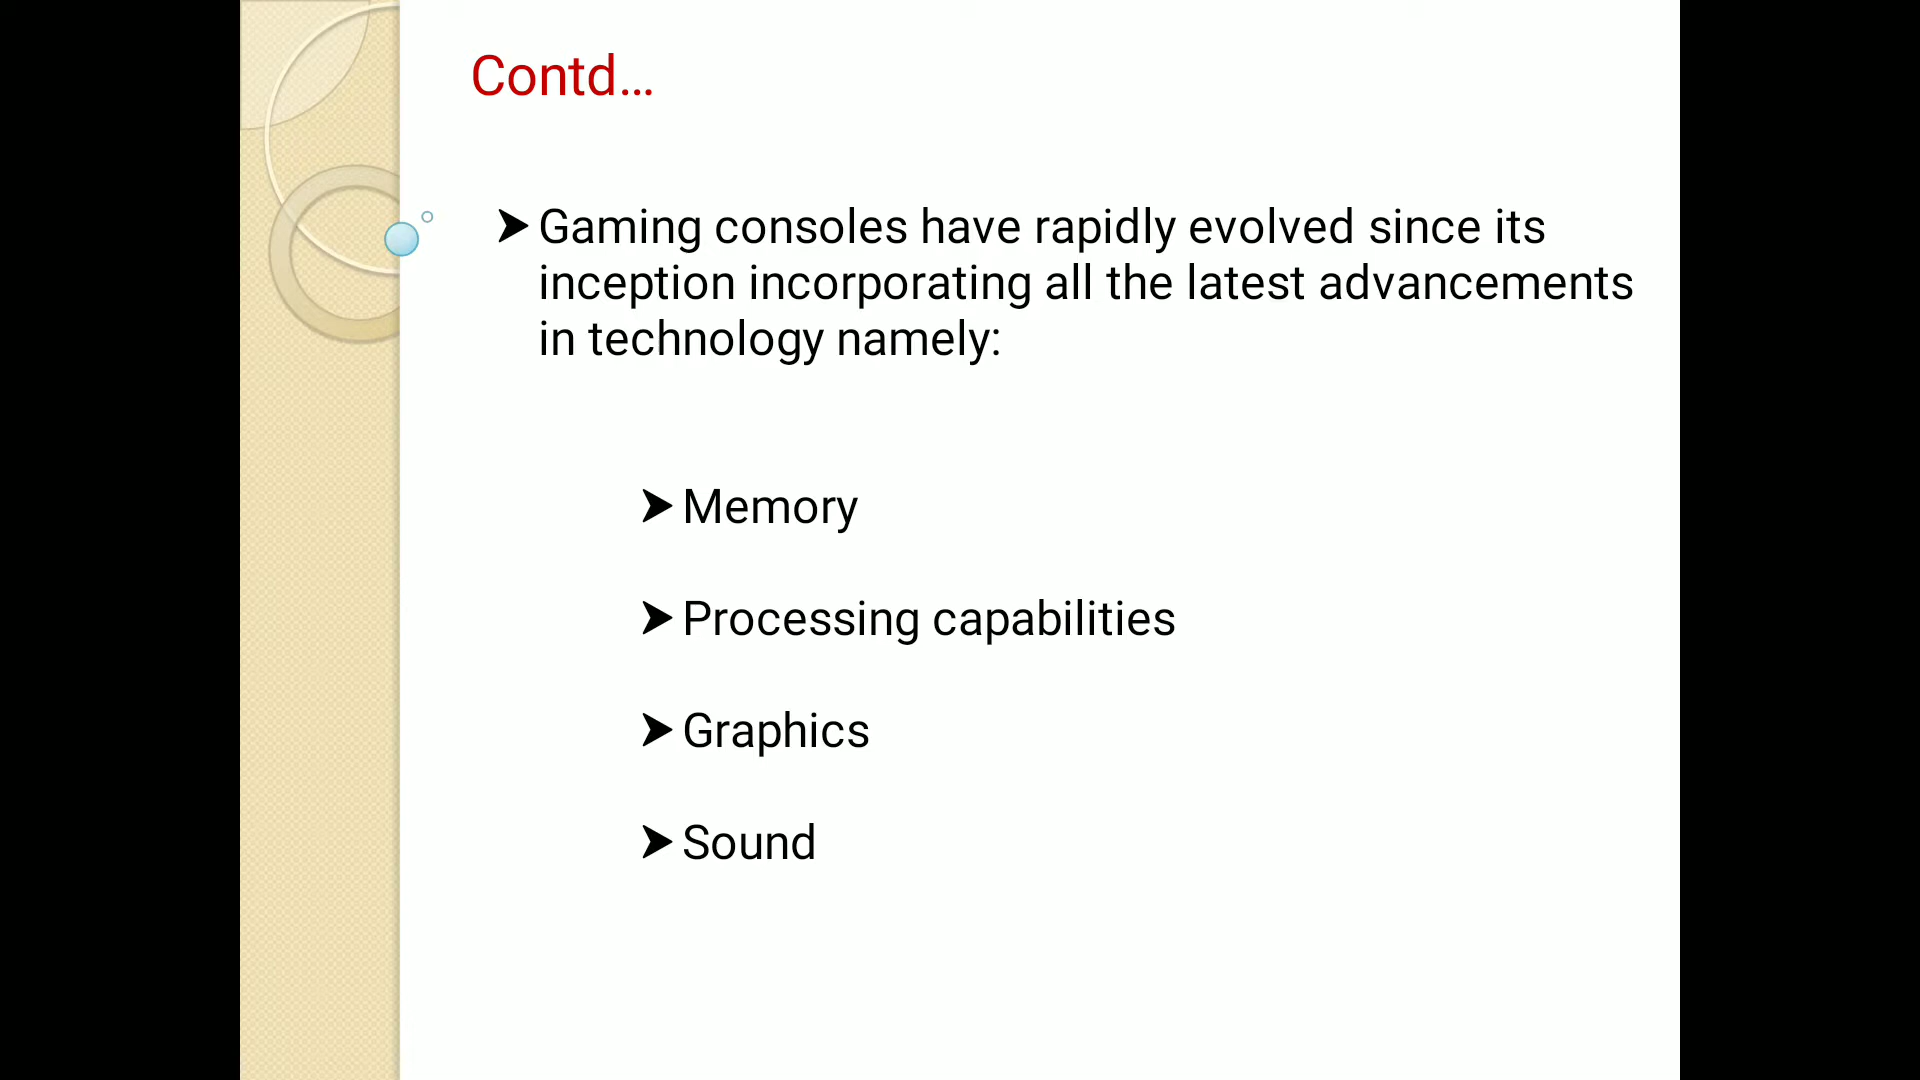 Contd...
➤Gaming consoles have rapidly evolved since its
inception incorporating all the latest advancements
in technology namely:
➤Memory
➤Processing capabilities
➤Graphics
➤Sound